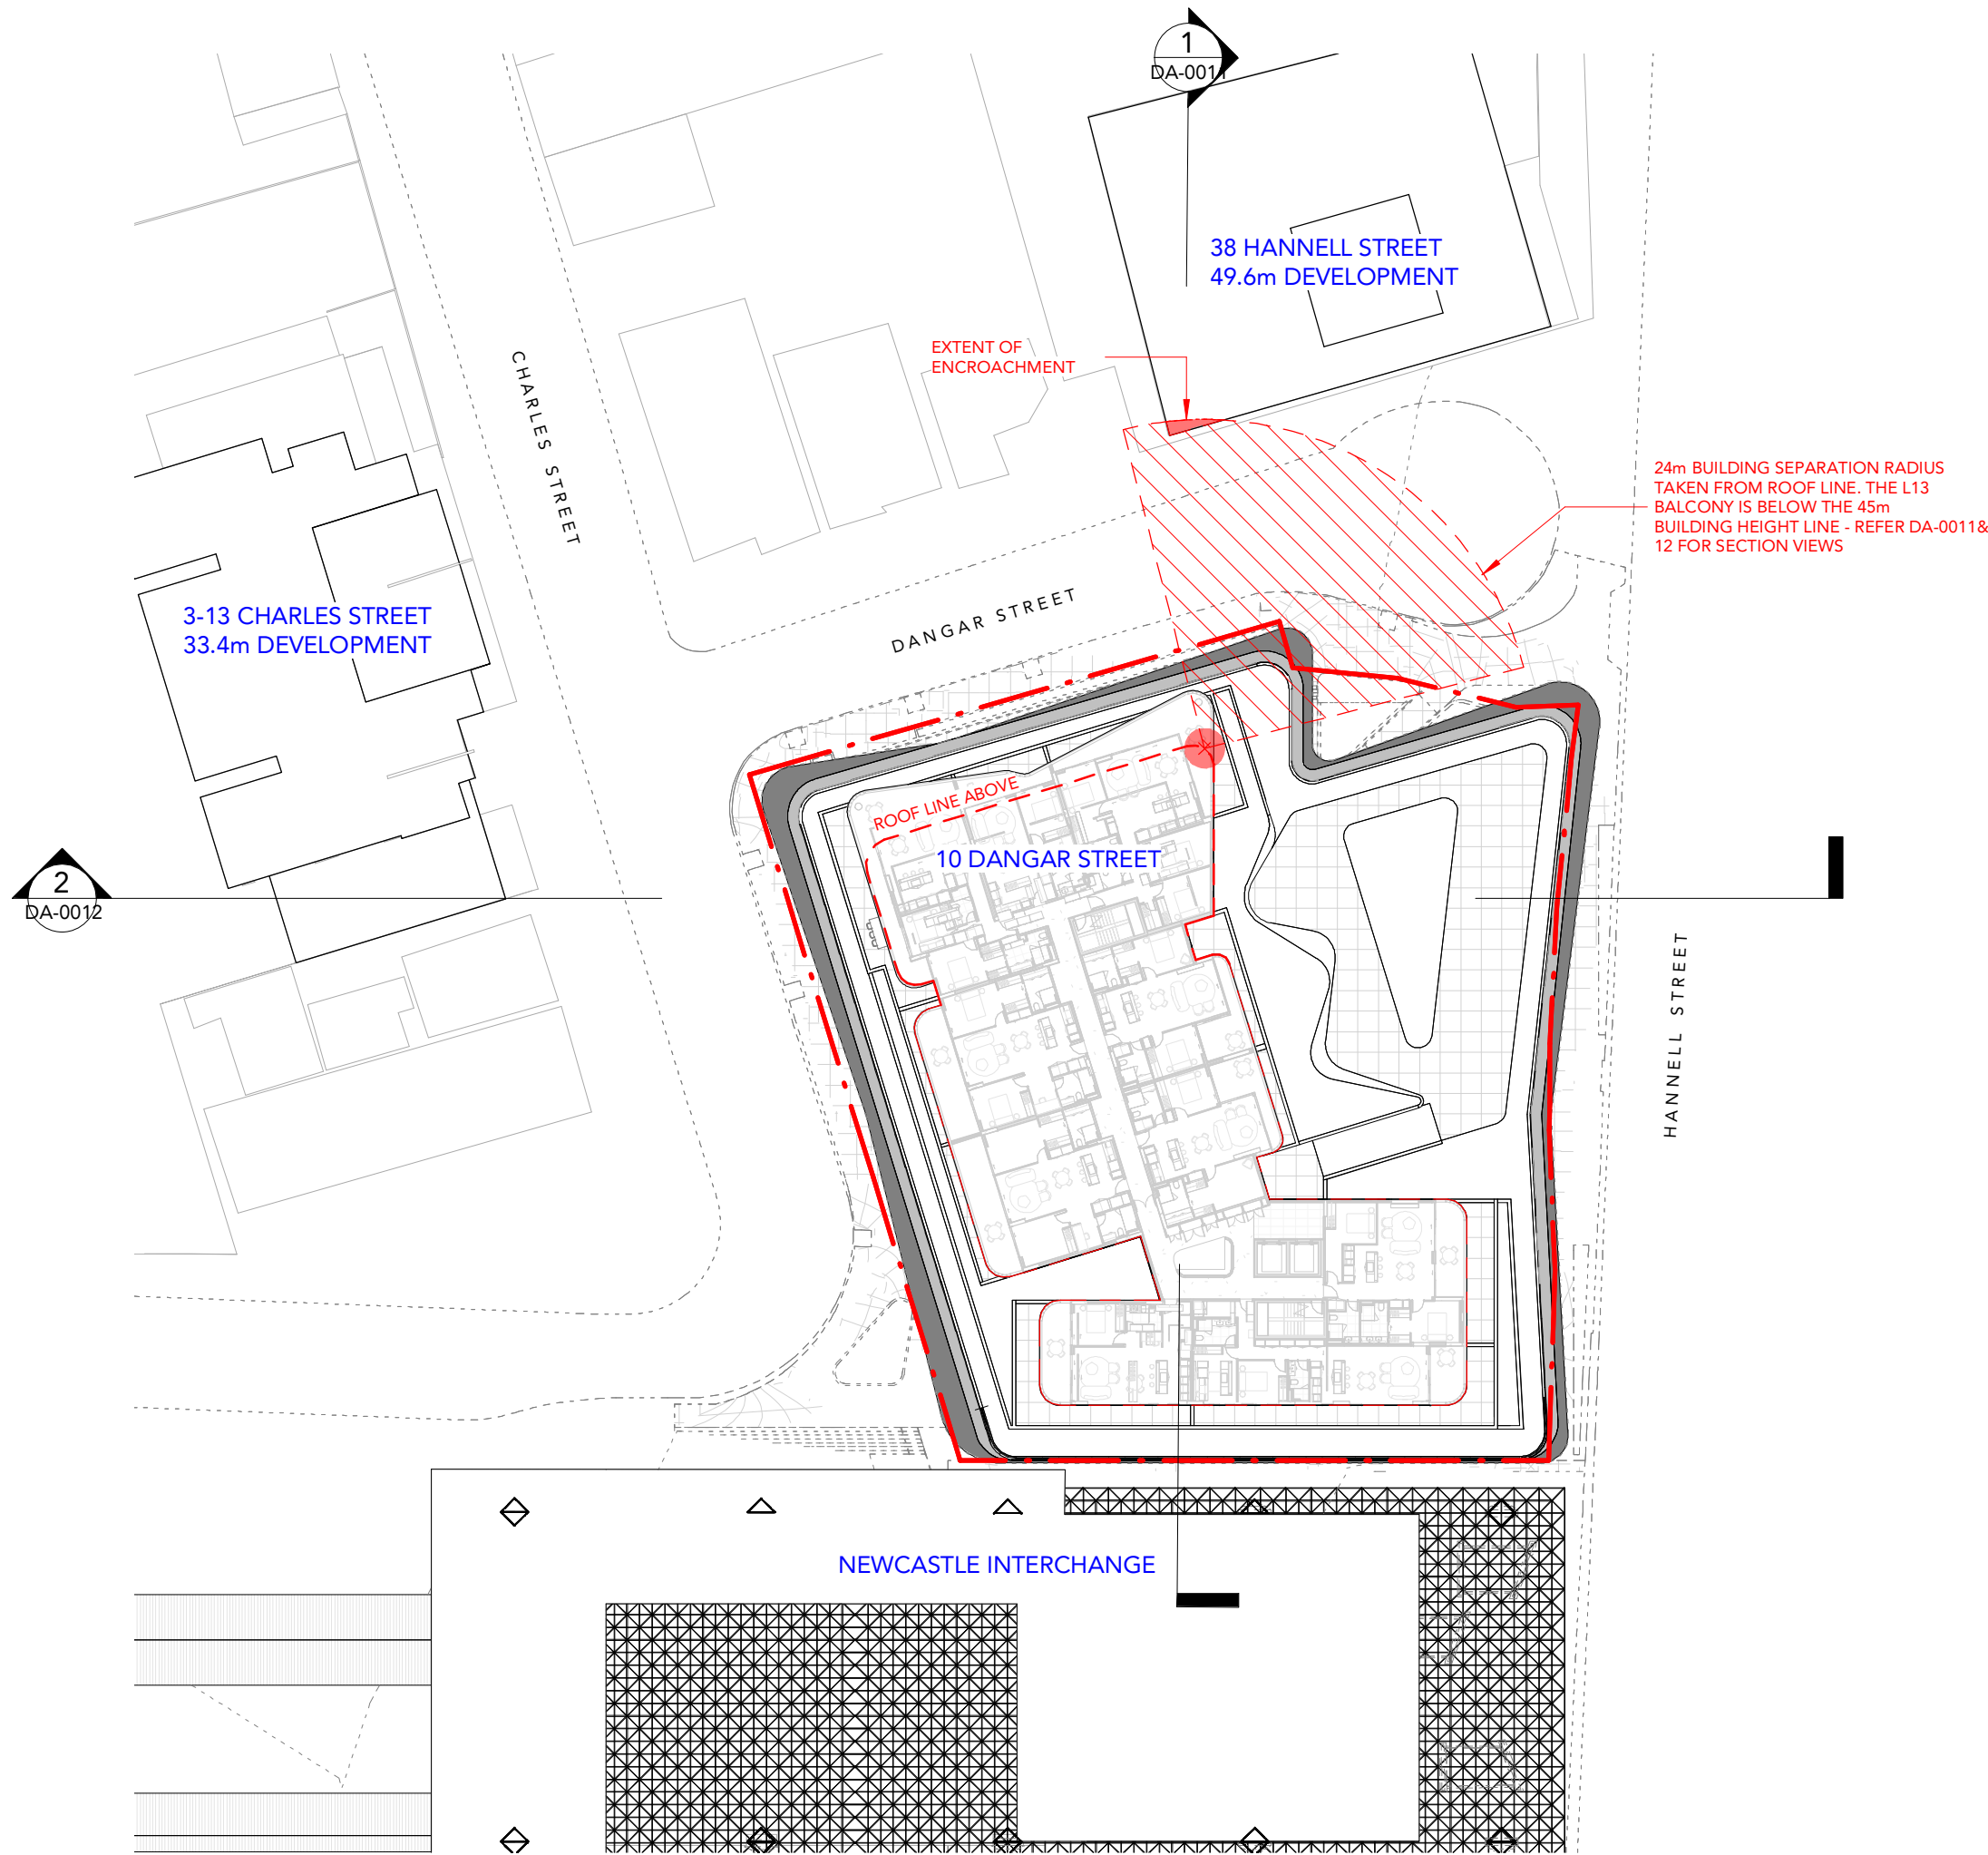 1
DA-0011
38 HANNELL STREET
49.6m DEVELOPMENT
EXTENT OF
ENCROACHMENT
CHARLES STREET
24m BUILDING SEPARATION RADIUS
TAKEN FROM ROOF LINE. THE L13
BALCONY IS BELOW THE 45m
BUILDING HEIGHT LINE - REFER DA-0011&
12 FOR SECTION VIEWS
3-13 CHARLES STREET
33.4m DEVELOPMENT
DANGAR STREET
ROOF LINE ABOVE
10 DANGAR STREET
2
DA-0012
HANNELL STREET
NEWCASTLE INTERCHANGE